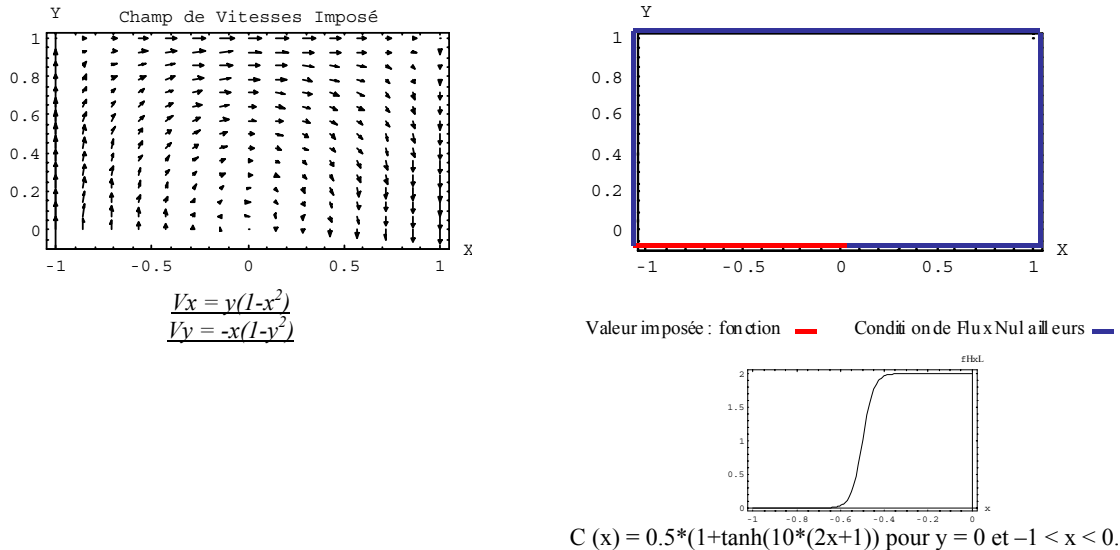 Y
Champ de Vitesses Imposé
1
0.8
0.6
0.4
0.2
0
-1 -0.5 0 0.5 1
X
Vx = y(1-x²)
Vy = -x(1-y²)
Y
1
0.8
0.6
0.4
0.2
0
-1 -0.5 0 0.5 1
X
Valeur imposée : fonction
Condition de Flux Nul ailleurs
fHxL
2
1.5
1
0.5
0
-1 -0.8 -0.6 -0.4 -0.2 0
x
C (x) = 0.5*(1+tanh(10*(2x+1)) pour y = 0 et –1 < x < 0.